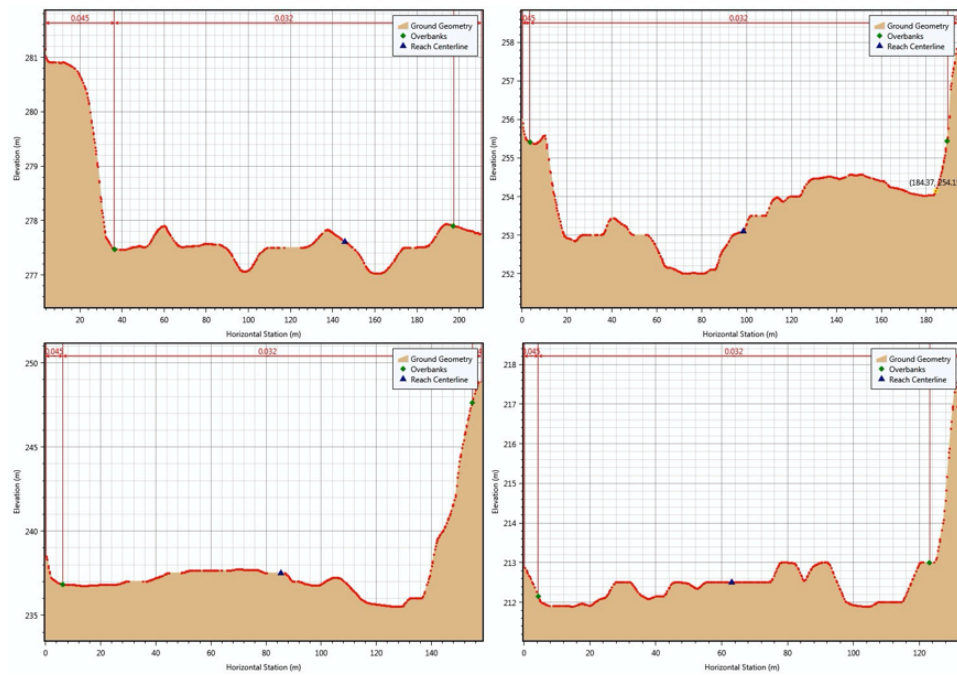 0.045
0.032
Ground Geometry
Overbanks
Reach Centerline
281
280
279
278
277
Elevation (m)
20 40 60 80 100 120 140 160 180 200
Horizontal Station (m)
0.045
0.032
Ground Geometry
Overbanks
Reach Centerline
258
257
256
255
254
253
252
Elevation (m)
(184.37, 254.1
0 20 40 60 80 100 120 140 160 180
Horizontal Station (m)
0.045
0.032
Ground Geometry
Overbanks
Reach Centerline
250
245
240
235
Elevation (m)
0 20 40 60 80 100 120 140 160
Horizontal Station (m)
0.045
0.032
Ground Geometry
Overbanks
Reach Centerline
218
217
216
215
214
213
212
Elevation (m)
0 20 40 60 80 100 120
Horizontal Station (m)